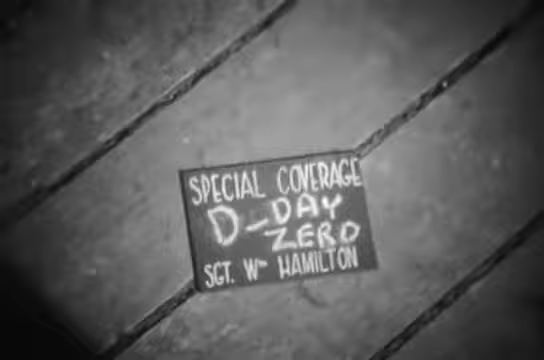 SPECIAL COVERAGE
D-DAY
ZERO
SGT. Wᵐ HAMILTON